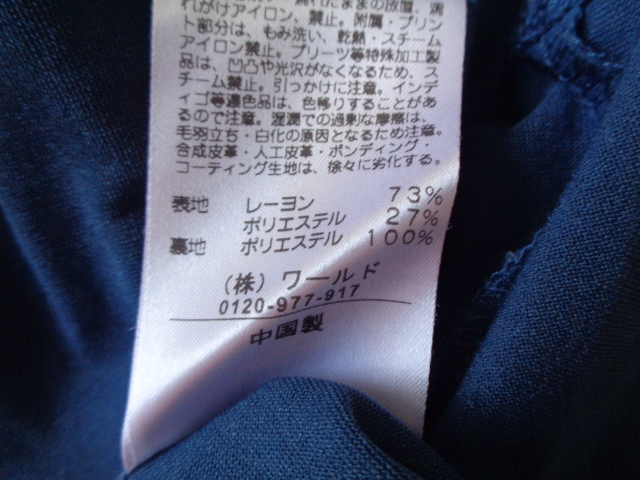 れがけアイロン、禁止。附属・プリン
ト部分は、もみ洗い、乾熱・スチーム
アイロン禁止。プリーツ等特殊加工製
品は、凹凸や光沢がなくなるため、ス
チーム禁止。引っかけに注意。インデ
ィゴ等濃色品は、色移りすることがあ
るので注意。湿潤での過剰な摩擦は、
毛羽立ち・白化の原因となるため注意。
合成皮革・人工皮革・ボンディング・
コーティング生地は、徐々に劣化する。
表地 レーヨン 73%
ポリエステル 27%
裏地 ポリエステル 100%
(株) ワールド
0120-977-917
中国製